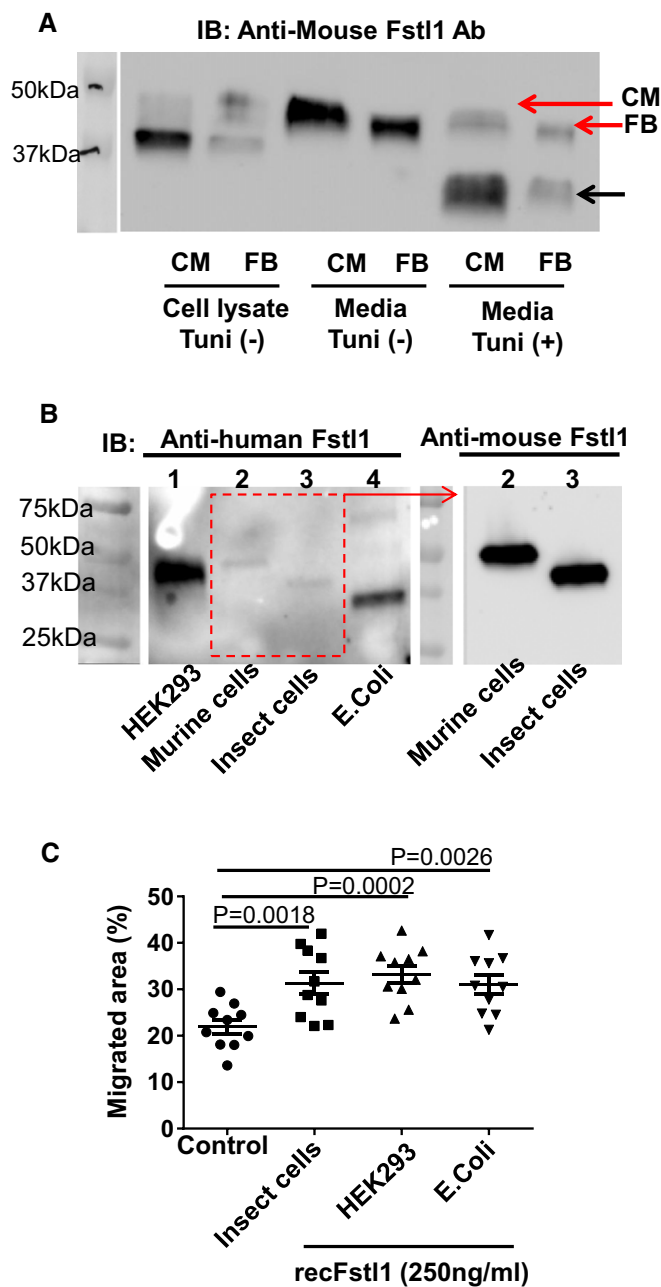 A
IB: Anti-Mouse Fstl1 Ab
50kDa
CM
FB
37kDa
CM FB CM FB CM FB
Cell lysate Media Media
Tuni (-) Tuni (-) Tuni (+)
B
IB: Anti-human Fstl1 Anti-mouse Fstl1
1 2 3 4 2 3
75kDa
50kDa
37kDa
25kDa
HEK293 Murine cells Insect cells E.Coli Murine cells Insect cells
C
P=0.0026
P=0.0002
P=0.0018
Migrated area (%)
50
40
30
20
10
0
Control Insect cells HEK293 E.Coli
recFstl1 (250ng/ml)